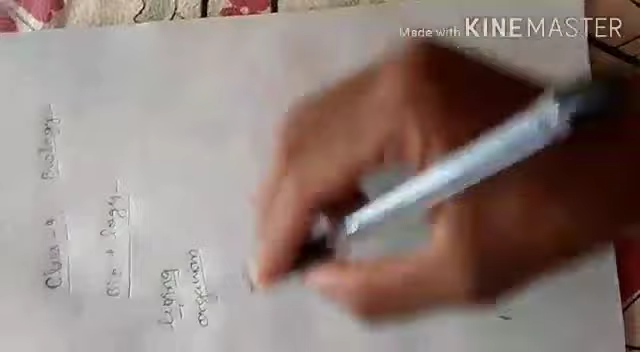 Made with KINEMASTER
Class - 9 Biology
Bio + logy
living
organism